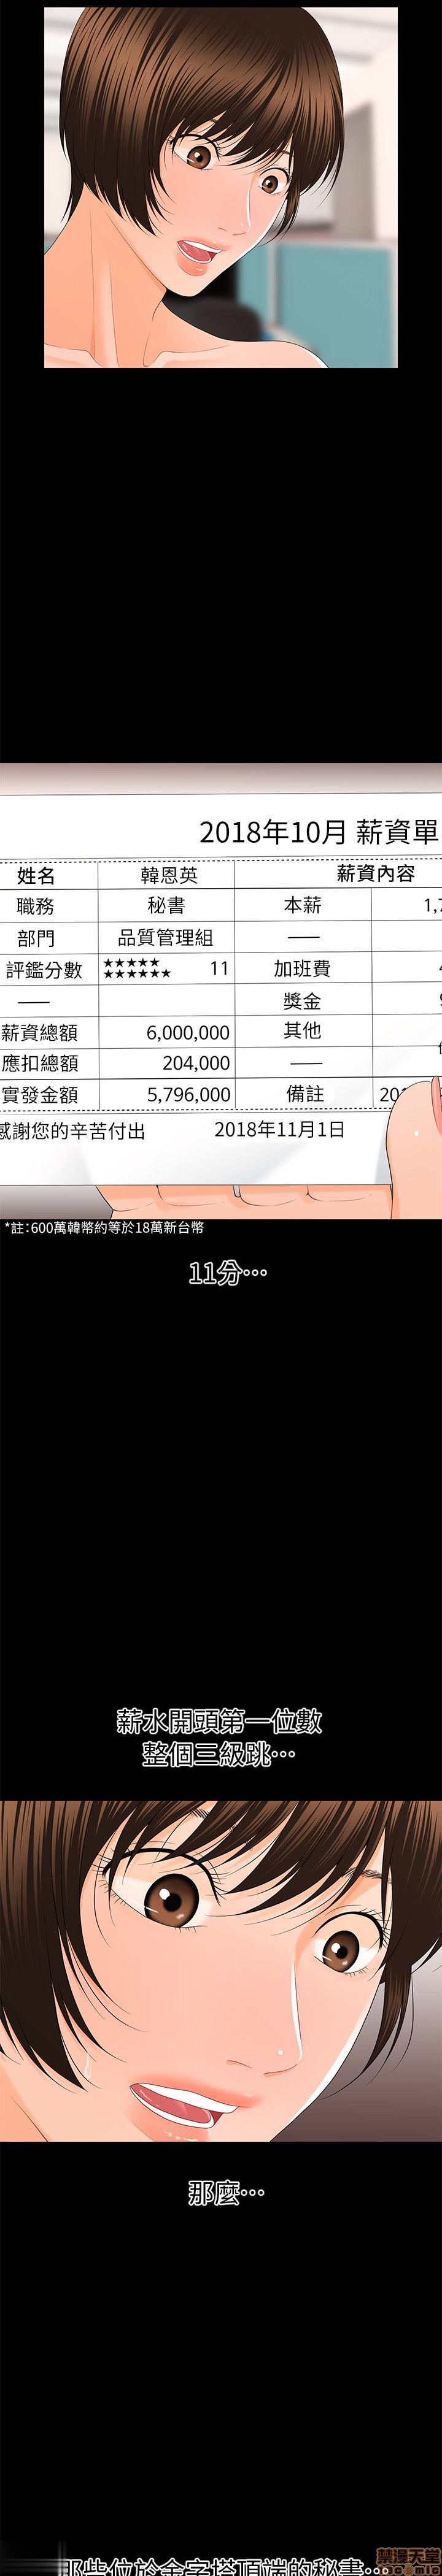 2018年10月 薪資單
姓名 韓恩英 薪資內容
職務 秘書 本薪 1,7
部門 品質管理組 ——
評鑑分數 ★★★★★ ★★★★★★ 11 加班費
—— 獎金
薪資總額 6,000,000 其他
應扣總額 204,000 ——
實發金額 5,796,000 備註 201
感謝您的辛苦付出 2018年11月1日
*註：600萬韓幣約等於18萬新台幣
11分…
薪水開頭第一位數
整個三級跳…
那麼…
那些位於金字塔頂端的秘書…
禁漫天堂
18COMIC